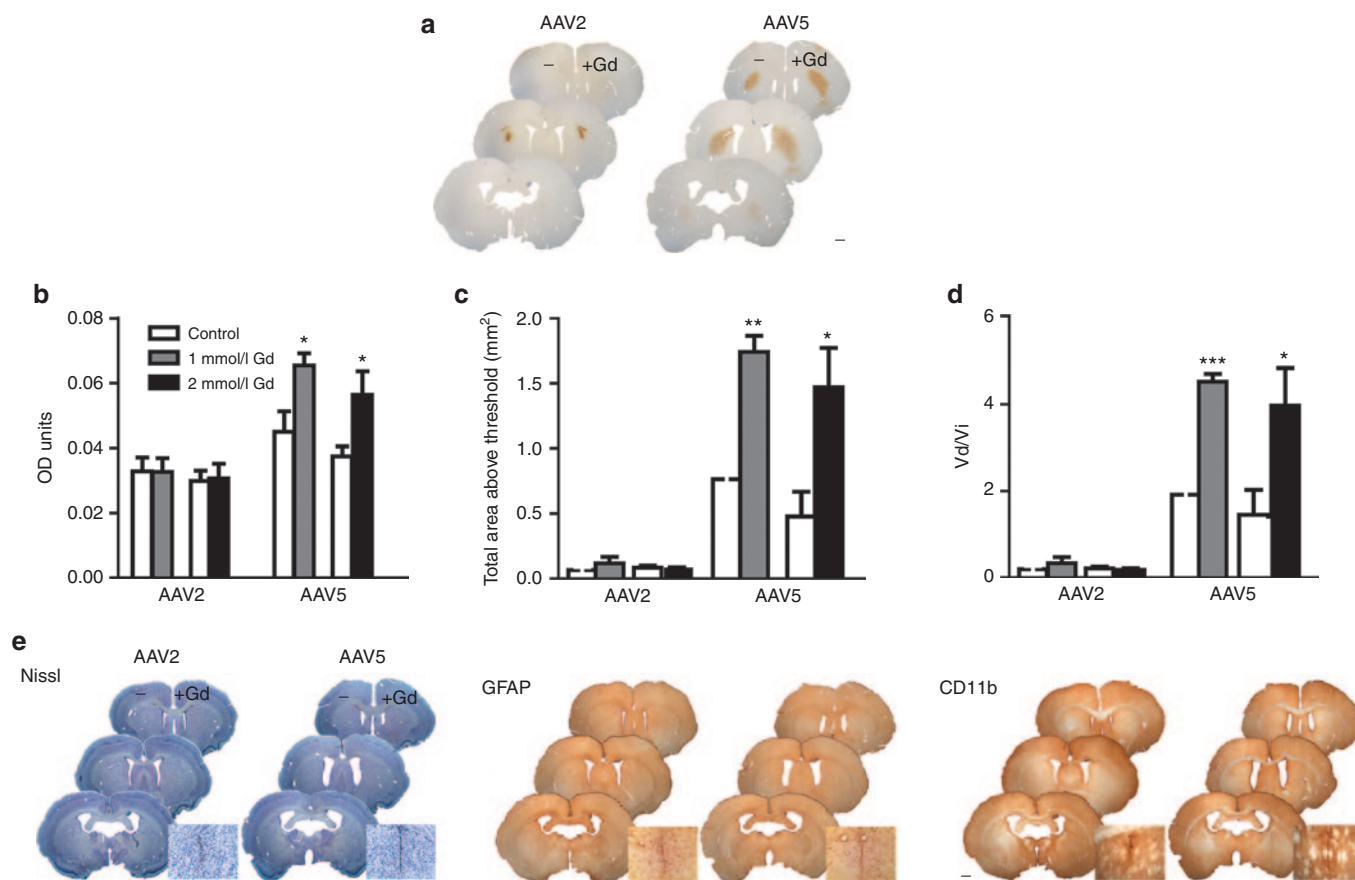 a
AAV2 AAV5
– +Gd – +Gd
b
0.08
0.06
0.04
0.02
0.00
OD units
Control
1 mmol/l Gd
2 mmol/l Gd
* *
AAV2 AAV5
c
2.0
1.5
1.0
0.5
0.0
Total area above threshold (mm²)
** *
AAV2 AAV5
d
6
4
2
0
Vd/Vi
*** *
AAV2 AAV5
e
AAV2 AAV5
Nissl
– +Gd – +Gd
GFAP
CD11b